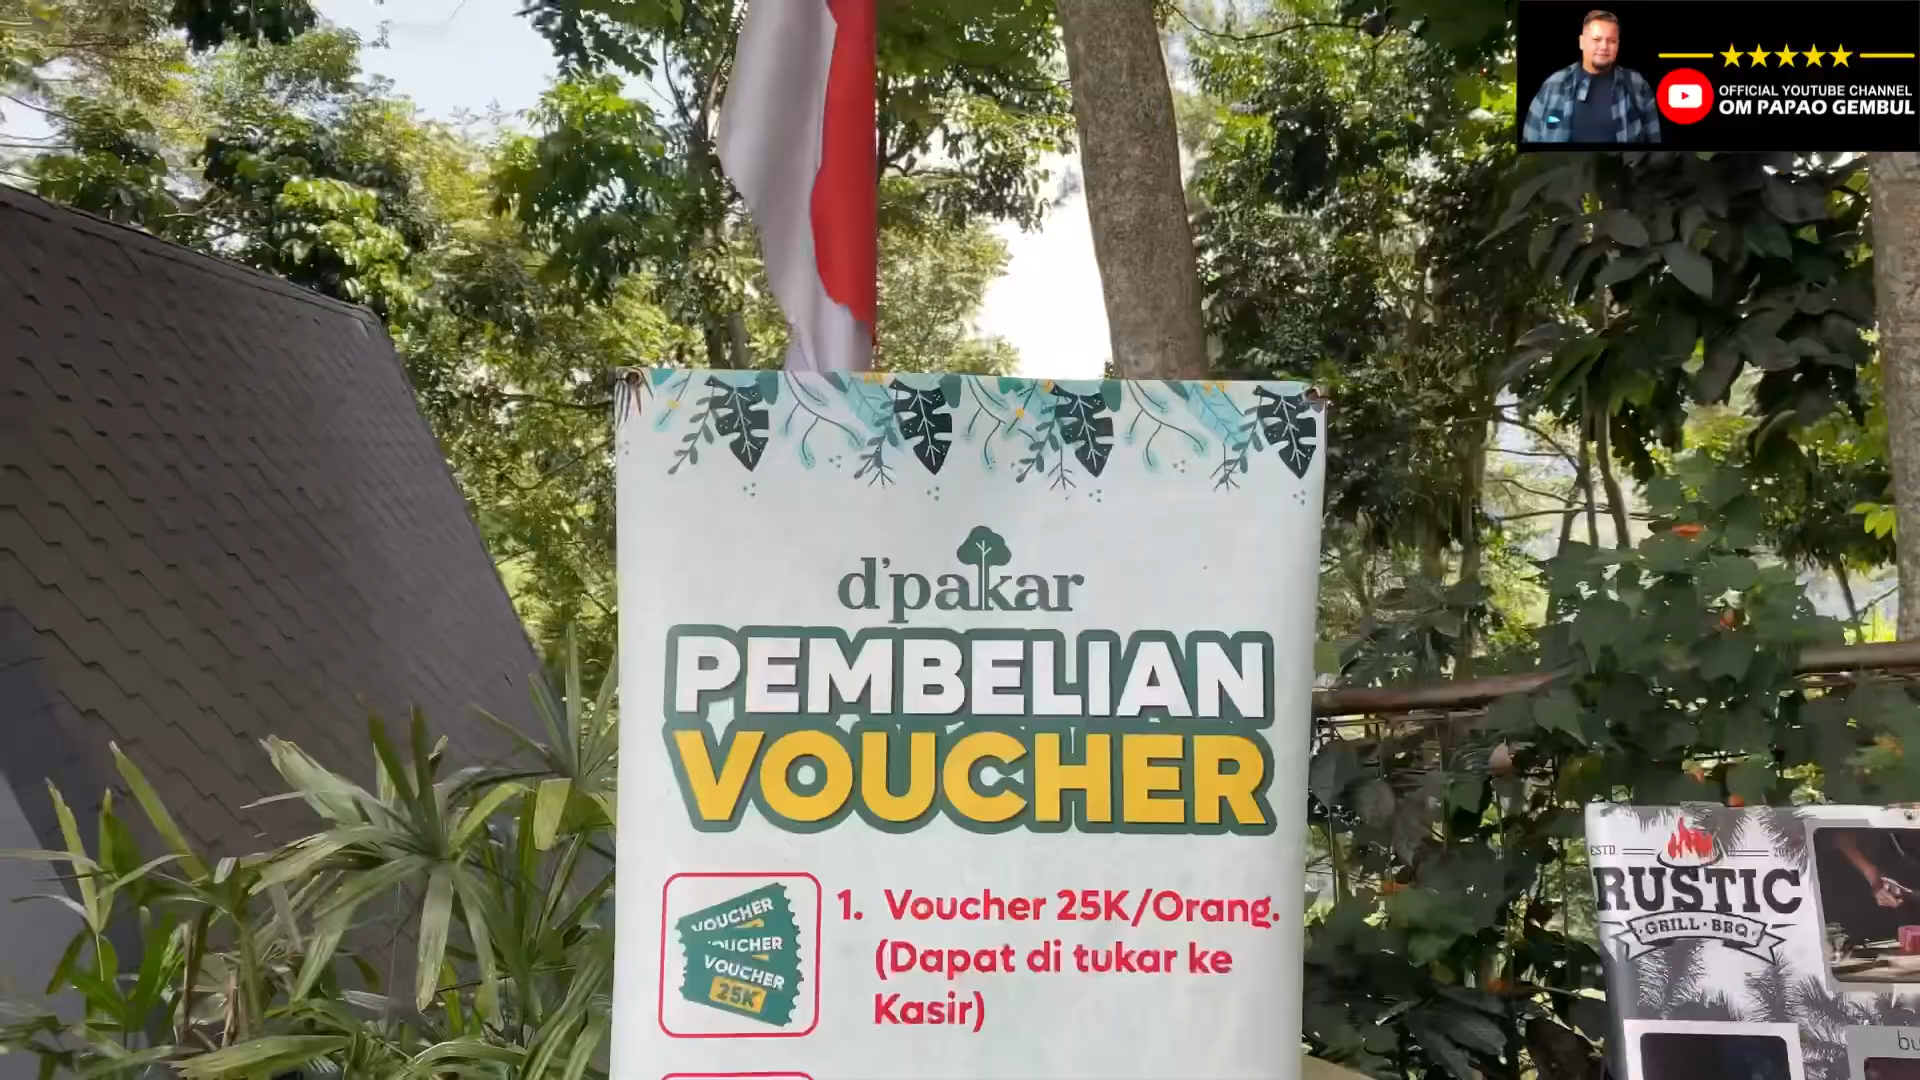 OFFICIAL YOUTUBE CHANNEL
OM PAPAO GEMBUL
d'pakar
PEMBELIAN
VOUCHER
VOUCHER
VOUCHER
VOUCHER
25K
1. Voucher 25K/Orang.
(Dapat di tukar ke
Kasir)
ESTD
RUSTIC
GRILL·BBQ